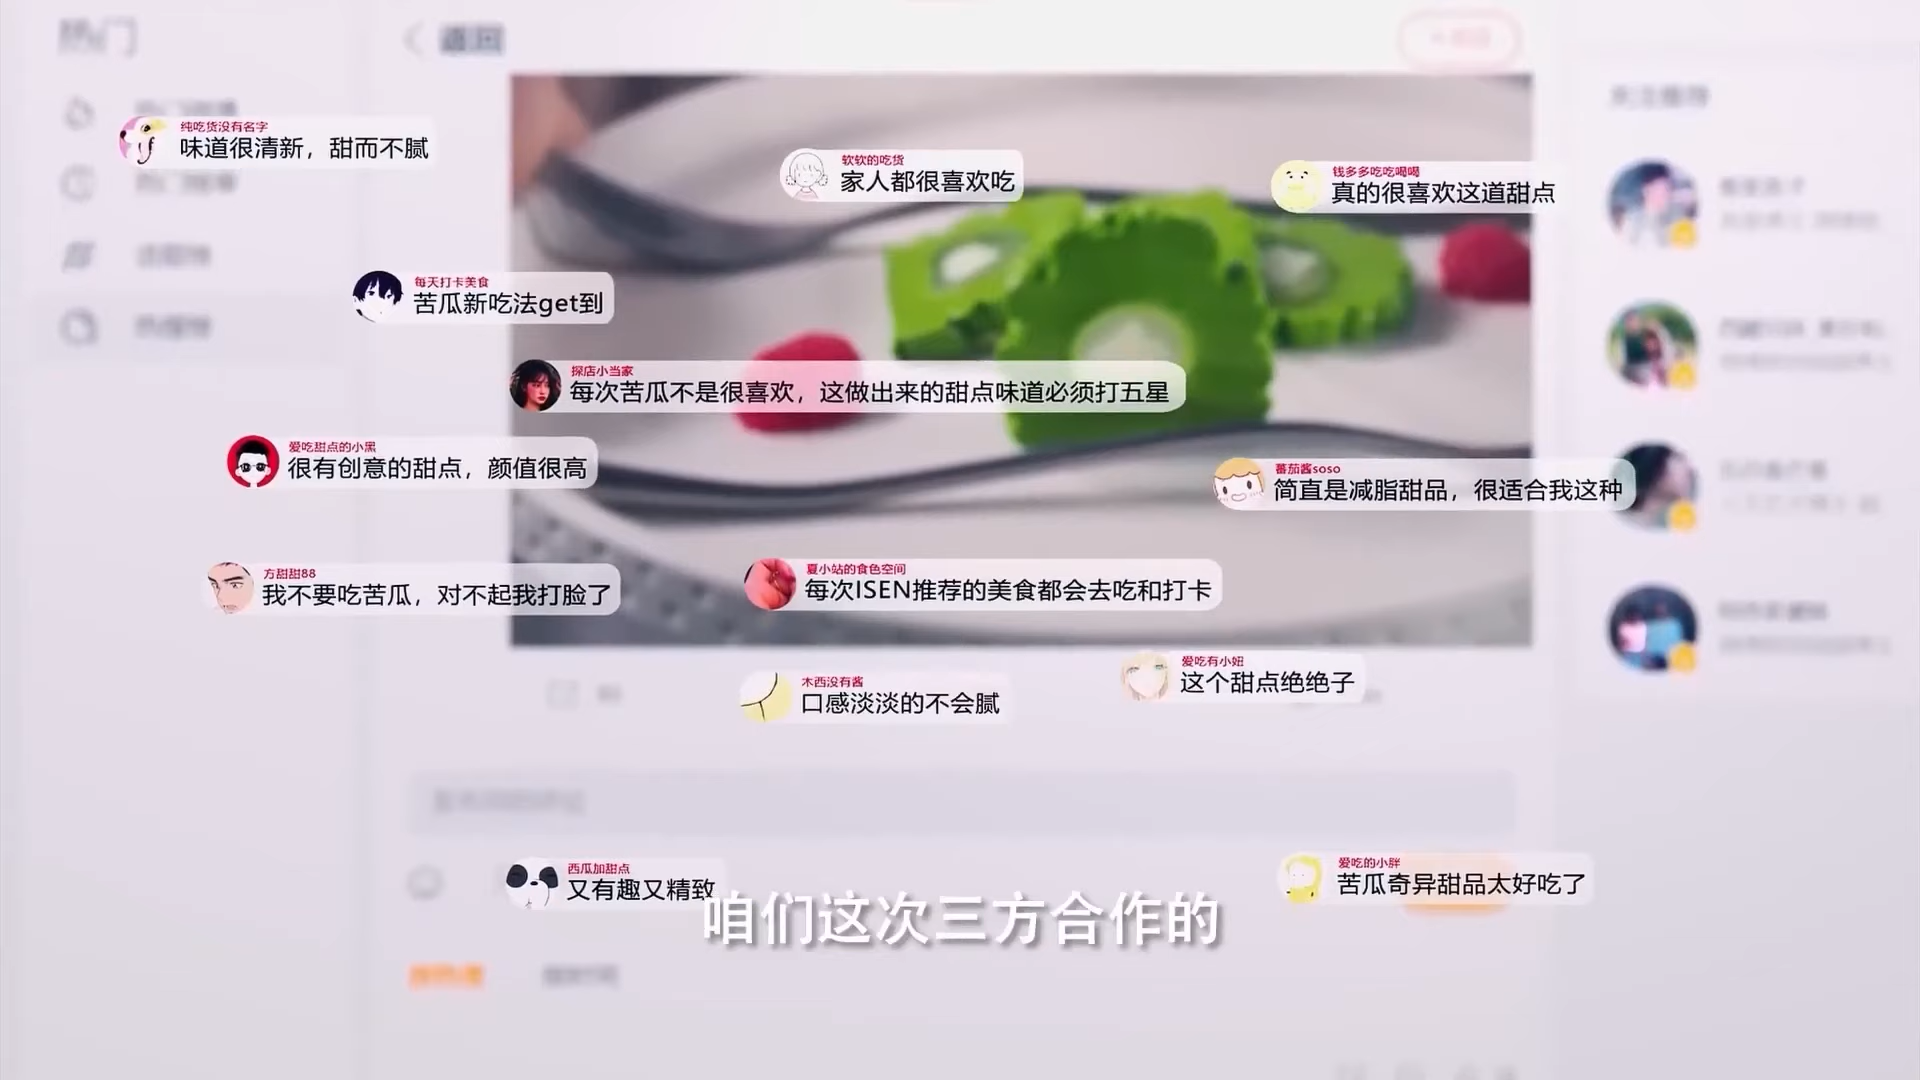 热门
返回
纯吃货没有名字
味道很清新，甜而不腻
软软的吃货
家人都很喜欢吃
钱多多吃吃喝喝
真的很喜欢这道甜点
每天打卡美食
苦瓜新吃法get到
探店小当家
每次苦瓜不是很喜欢，这做出来的甜点味道必须打五星
爱吃甜点的小黑
很有创意的甜点，颜值很高
蕃茄酱soso
简直是减脂甜品，很适合我这种
方甜甜88
我不要吃苦瓜，对不起我打脸了
夏小站的食色空间
每次ISEN推荐的美食都会去吃和打卡
爱吃有小妞
这个甜点绝绝子
木西没有酱
口感淡淡的不会腻
西瓜加甜点
又有趣又精致
爱吃的小胖
苦瓜奇异甜品太好吃了
咱们这次三方合作的